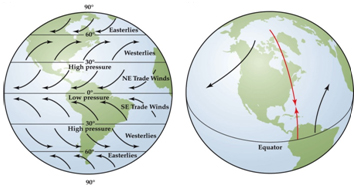 90°
Easterlies
60°
Westerlies
30°
High pressure
NE Trade Winds
0°
Low pressure
SE Trade Winds
30°
High pressure
Westerlies
60°
Easterlies
90°
Equator